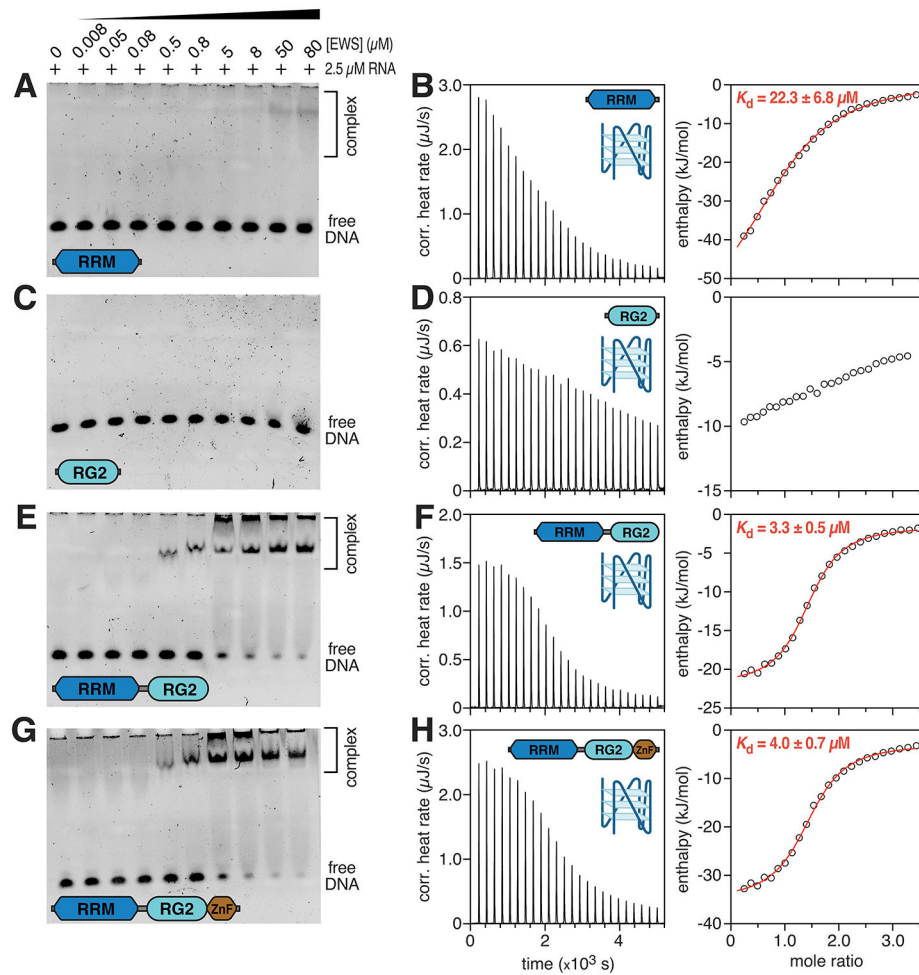 0 0.008 0.05 0.08 0.5 0.8 5 8 50 80 [EWS] (µM)
+ + + + + + + + + + 2.5 µM RNA
A
complex
free
DNA
RRM
B
3.0
2.0
1.0
0
corr. heat rate (µJ/s)
RRM
0
-10
-20
-30
-40
-50
enthalpy (kJ/mol)
Kd = 22.3 ± 6.8 µM
C
free
DNA
RG2
D
0.8
0.6
0.4
0.2
0
corr. heat rate (µJ/s)
RG2
0
-5
-10
-15
enthalpy (kJ/mol)
E
complex
free
DNA
RRM RG2
F
2.0
1.5
1.0
0.5
0
corr. heat rate (µJ/s)
RRM RG2
0
-5
-10
-15
-20
-25
enthalpy (kJ/mol)
Kd = 3.3 ± 0.5 µM
G
complex
free
DNA
RRM RG2 ZnF
H
3.0
2.0
1.0
0
corr. heat rate (µJ/s)
RRM RG2 ZnF
0 2 4
time (x10³ s)
0
-10
-20
-30
-40
enthalpy (kJ/mol)
Kd = 4.0 ± 0.7 µM
0 1 2 3
mole ratio